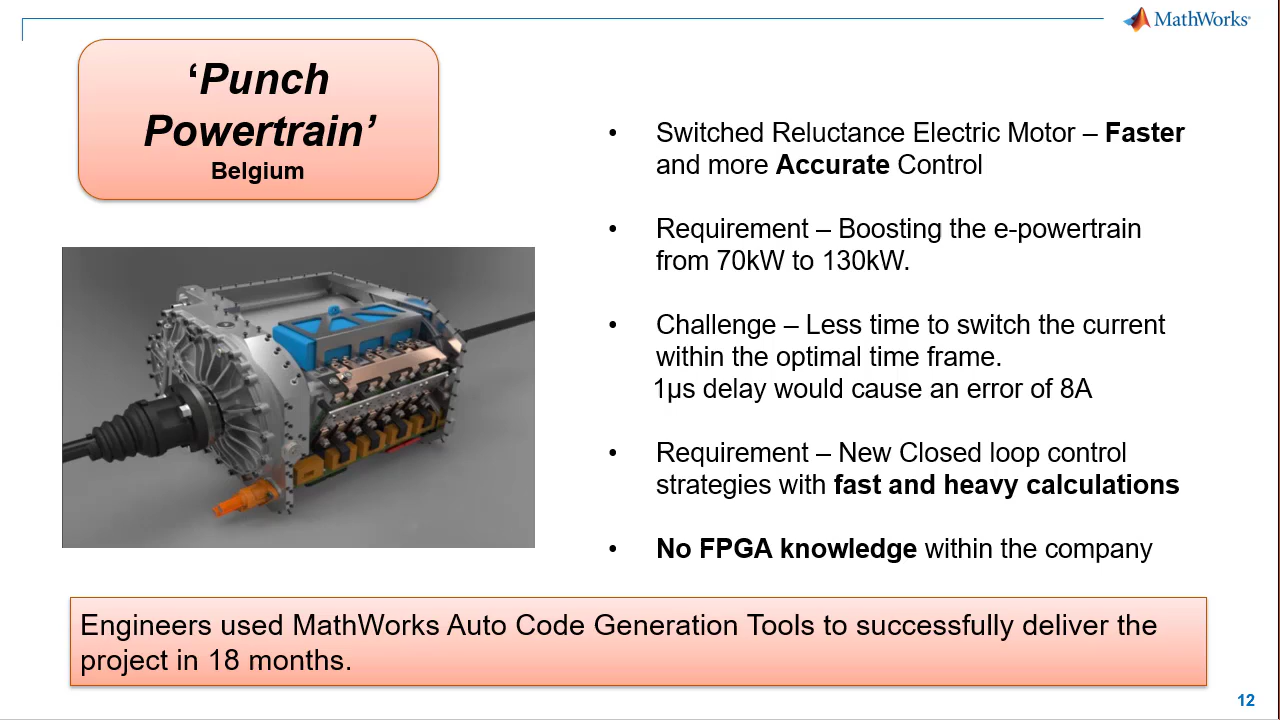 MathWorks®
‘Punch
Powertrain’
Belgium
• Switched Reluctance Electric Motor – Faster
and more Accurate Control
• Requirement – Boosting the e-powertrain
from 70kW to 130kW.
• Challenge – Less time to switch the current
within the optimal time frame.
1µs delay would cause an error of 8A
• Requirement – New Closed loop control
strategies with fast and heavy calculations
• No FPGA knowledge within the company
Engineers used MathWorks Auto Code Generation Tools to successfully deliver the
project in 18 months.
12